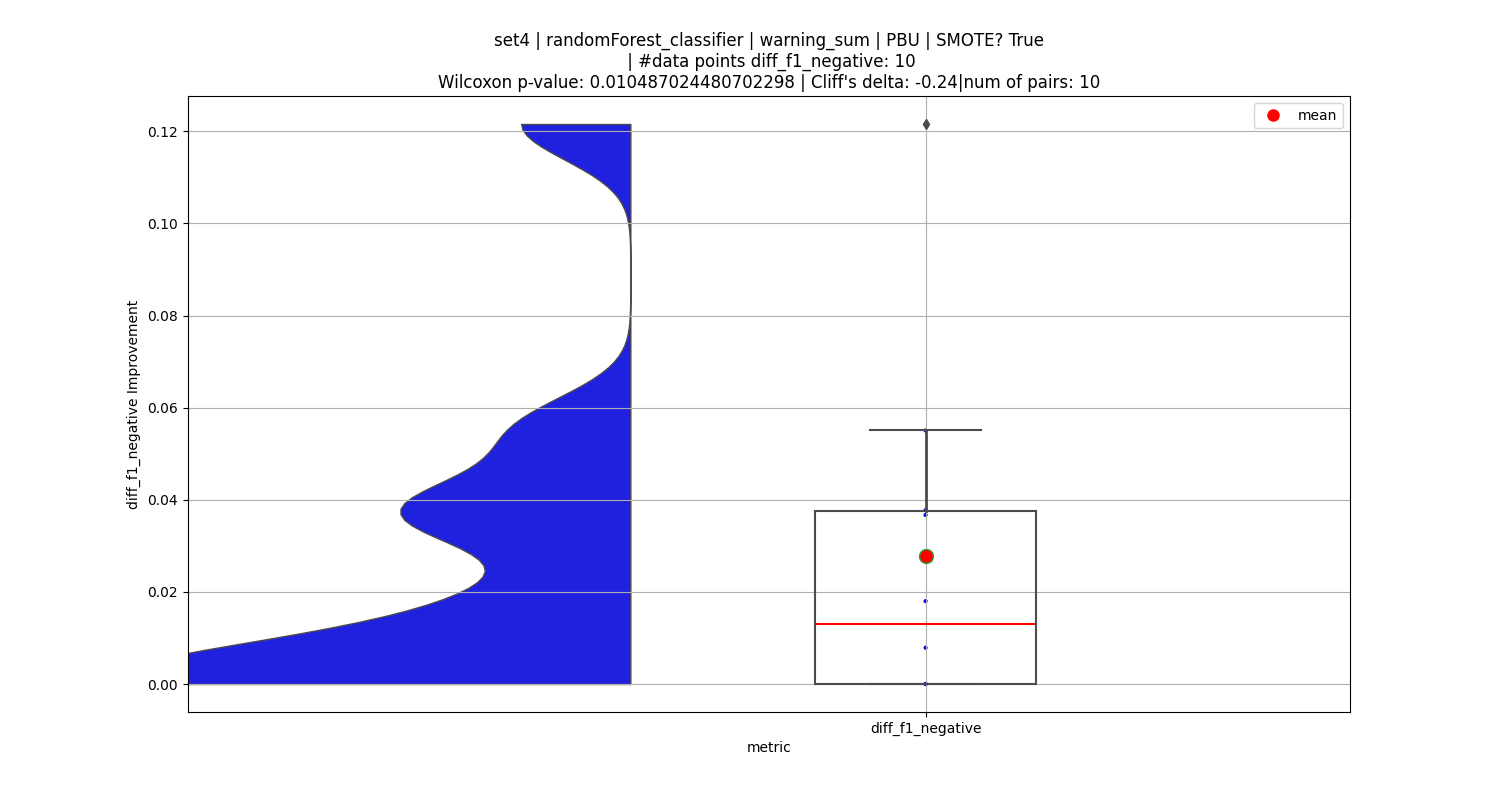 set4 | randomForest_classifier | warning_sum | PBU | SMOTE? True
| #data points diff_f1_negative: 10
Wilcoxon p-value: 0.010487024480702298 | Cliff's delta: -0.24|num of pairs: 10
mean
0.12
0.10
0.08
0.06
0.04
0.02
0.00
diff_f1_negative Improvement
diff_f1_negative
metric